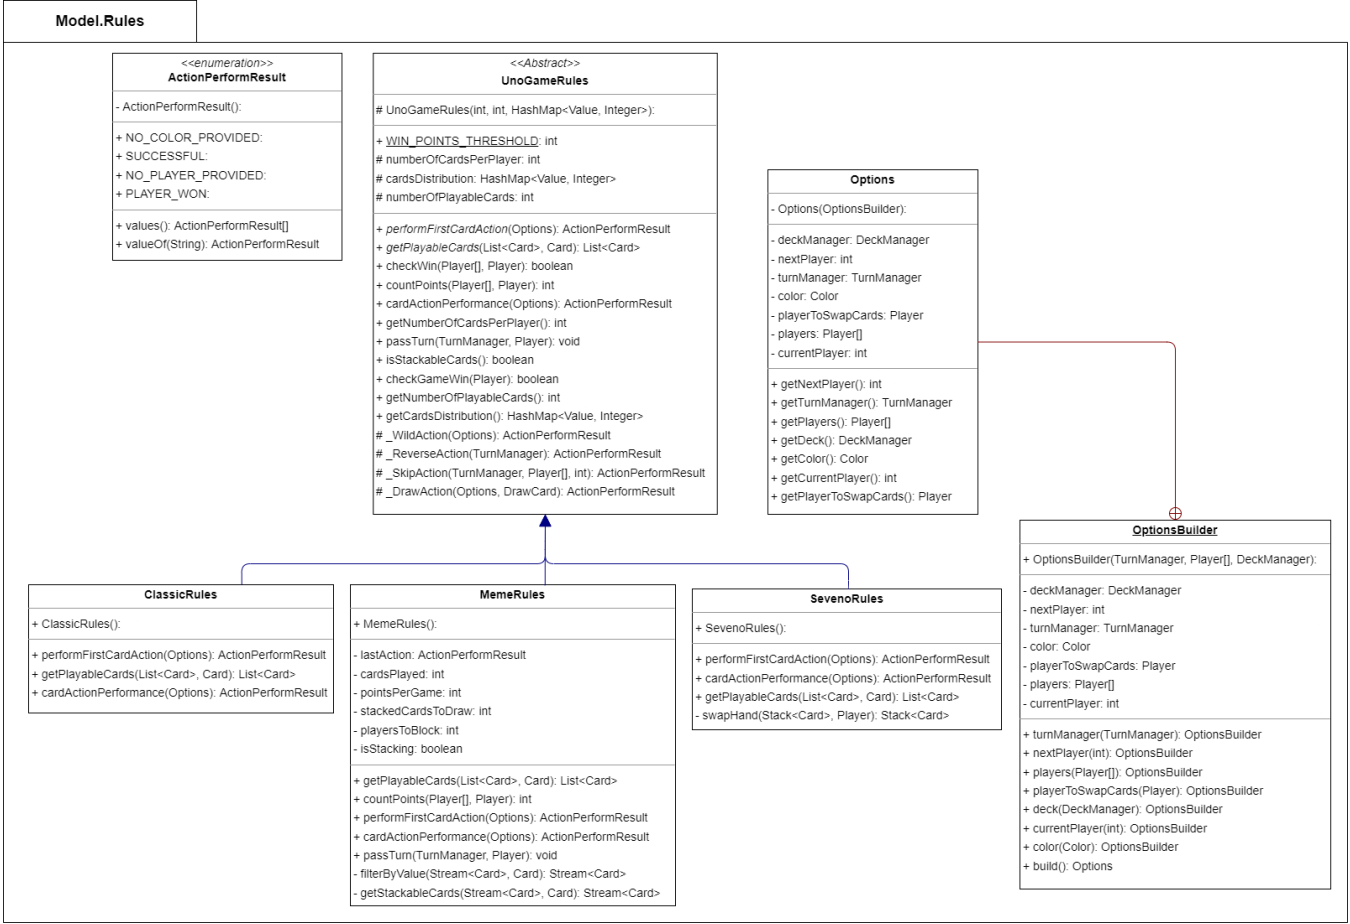 Model.Rules
<<enumeration>>
ActionPerformResult
- ActionPerformResult():
+ NO_COLOR_PROVIDED:
+ SUCCESSFUL:
+ NO_PLAYER_PROVIDED:
+ PLAYER_WON:
+ values(): ActionPerformResult[]
+ valueOf(String): ActionPerformResult
<<Abstract>>
UnoGameRules
# UnoGameRules(int, int, HashMap<Value, Integer>):
+ WIN_POINTS_THRESHOLD: int
# numberOfCardsPerPlayer: int
# cardsDistribution: HashMap<Value, Integer>
# numberOfPlayableCards: int
+ performFirstCardAction(Options): ActionPerformResult
+ getPlayableCards(List<Card>, Card): List<Card>
+ checkWin(Player[], Player): boolean
+ countPoints(Player[], Player): int
+ cardActionPerformance(Options): ActionPerformResult
+ getNumberOfCardsPerPlayer(): int
+ passTurn(TurnManager, Player): void
+ isStackableCards(): boolean
+ checkGameWin(Player): boolean
+ getNumberOfPlayableCards(): int
+ getCardsDistribution(): HashMap<Value, Integer>
# _WildAction(Options): ActionPerformResult
# _ReverseAction(TurnManager): ActionPerformResult
# _SkipAction(TurnManager, Player[], int): ActionPerformResult
# _DrawAction(Options, DrawCard): ActionPerformResult
Options
- Options(OptionsBuilder):
- deckManager: DeckManager
- nextPlayer: int
- turnManager: TurnManager
- color: Color
- playerToSwapCards: Player
- players: Player[]
- currentPlayer: int
+ getNextPlayer(): int
+ getTurnManager(): TurnManager
+ getPlayers(): Player[]
+ getDeck(): DeckManager
+ getColor(): Color
+ getCurrentPlayer(): int
+ getPlayerToSwapCards(): Player
ClassicRules
+ ClassicRules():
+ performFirstCardAction(Options): ActionPerformResult
+ getPlayableCards(List<Card>, Card): List<Card>
+ cardActionPerformance(Options): ActionPerformResult
MemeRules
+ MemeRules():
- lastAction: ActionPerformResult
- cardsPlayed: int
- pointsPerGame: int
- stackedCardsToDraw: int
- playersToBlock: int
- isStacking: boolean
+ getPlayableCards(List<Card>, Card): List<Card>
+ countPoints(Player[], Player): int
+ performFirstCardAction(Options): ActionPerformResult
+ cardActionPerformance(Options): ActionPerformResult
+ passTurn(TurnManager, Player): void
- filterByValue(Stream<Card>, Card): Stream<Card>
- getStackableCards(Stream<Card>, Card): Stream<Card>
SevenoRules
+ SevenoRules():
+ performFirstCardAction(Options): ActionPerformResult
+ cardActionPerformance(Options): ActionPerformResult
+ getPlayableCards(List<Card>, Card): List<Card>
- swapHand(Stack<Card>, Player): Stack<Card>
OptionsBuilder
+ OptionsBuilder(TurnManager, Player[], DeckManager):
- deckManager: DeckManager
- nextPlayer: int
- turnManager: TurnManager
- color: Color
- playerToSwapCards: Player
- players: Player[]
- currentPlayer: int
+ turnManager(TurnManager): OptionsBuilder
+ nextPlayer(int): OptionsBuilder
+ players(Player[]): OptionsBuilder
+ playerToSwapCards(Player): OptionsBuilder
+ deck(DeckManager): OptionsBuilder
+ currentPlayer(int): OptionsBuilder
+ color(Color): OptionsBuilder
+ build(): Options